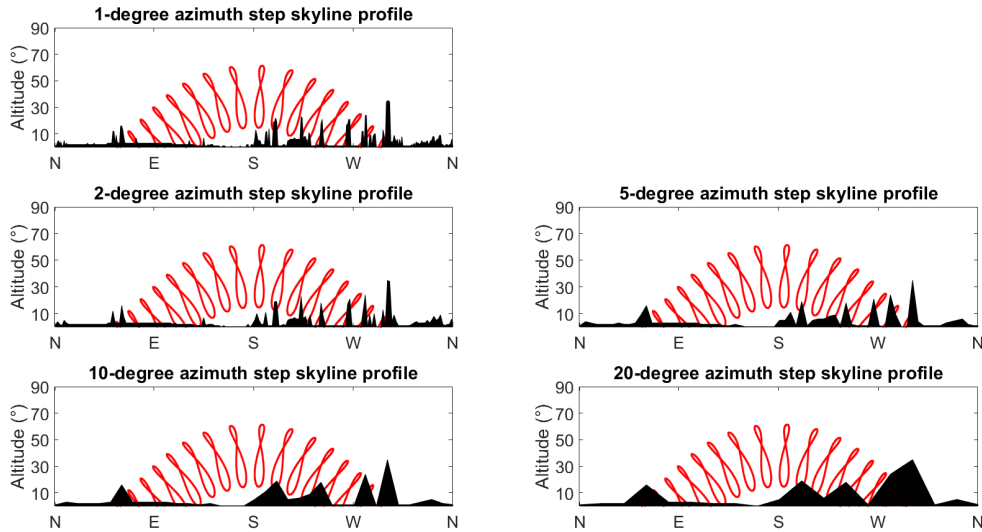 1-degree azimuth step skyline profile
Altitude (°)
90
70
50
30
10
N E S W N
2-degree azimuth step skyline profile
Altitude (°)
90
70
50
30
10
N E S W N
5-degree azimuth step skyline profile
Altitude (°)
90
70
50
30
10
N E S W N
10-degree azimuth step skyline profile
Altitude (°)
90
70
50
30
10
N E S W N
20-degree azimuth step skyline profile
Altitude (°)
90
70
50
30
10
N E S W N